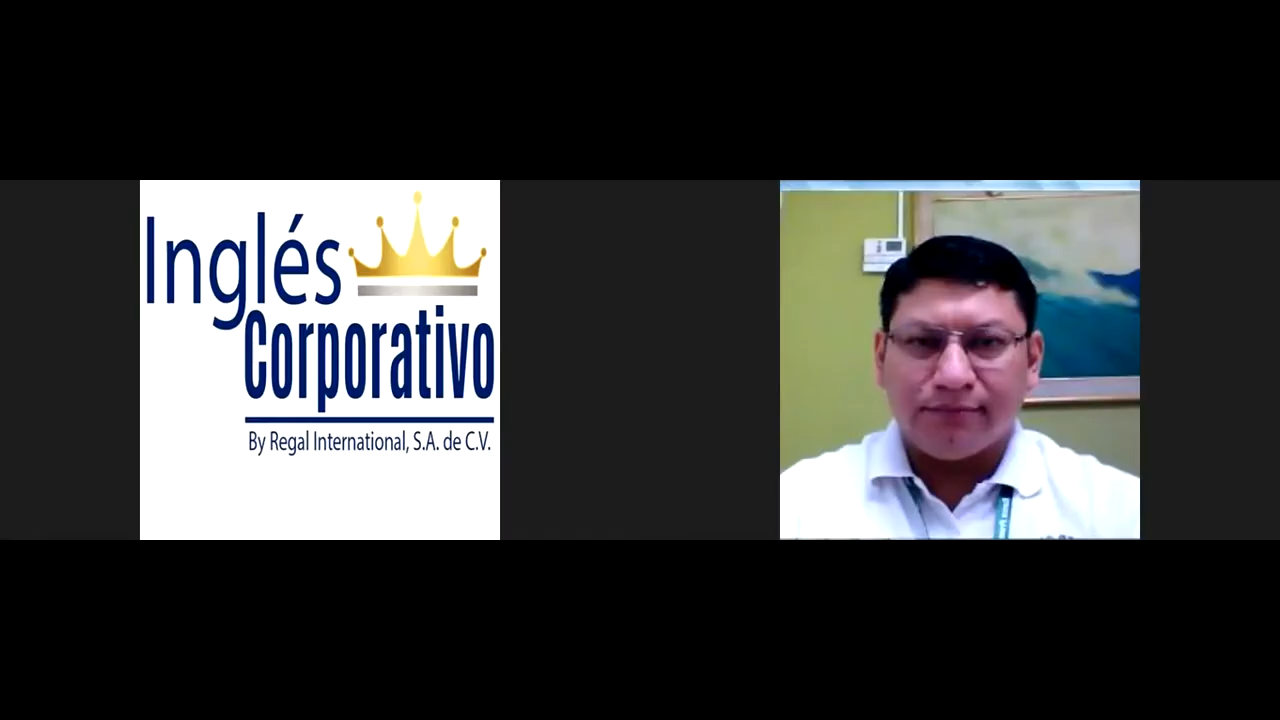 Inglés
Corporativo
By Regal International, S.A. de C.V.